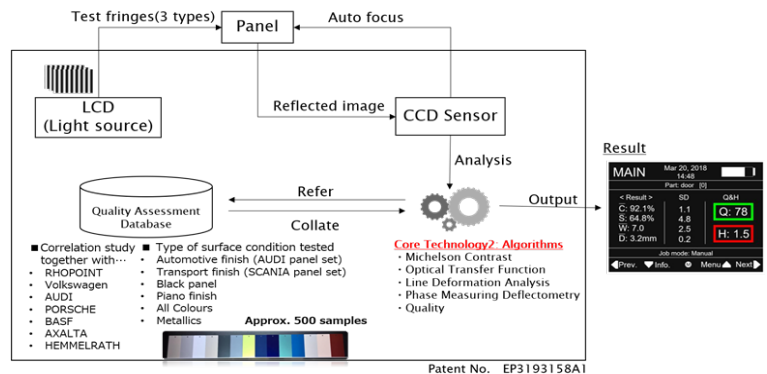 Test fringes(3 types)
Panel
Auto focus
LCD
(Light source)
Reflected image
CCD Sensor
Analysis
Result
MAIN
Mar 20, 2018
14:48
Part: door [0]
< Result >
SD
Q&H
C: 92.1%
1.1
S: 64.8%
4.8
W: 7.0
2.5
D: 3.2mm
0.2
Q: 78
H: 1.5
Job mode: Manual
Prev.
Info.
Menu
Next
Refer
Output
Quality Assessment
Database
Collate
Correlation study
together with…
• RHOPOINT
• Volkswagen
• AUDI
• PORSCHE
• BASF
• AXALTA
• HEMMELRATH
Type of surface condition tested
• Automotive finish (AUDI panel set)
• Transport finish (SCANIA panel set)
• Black panel
• Piano finish
• All Colours
• Metallics
Approx. 500 samples
Core Technology2: Algorithms
・Michelson Contrast
・Optical Transfer Function
・Line Deformation Analysis
・Phase Measuring Deflectometry
・Quality
Patent No. EP3193158A1